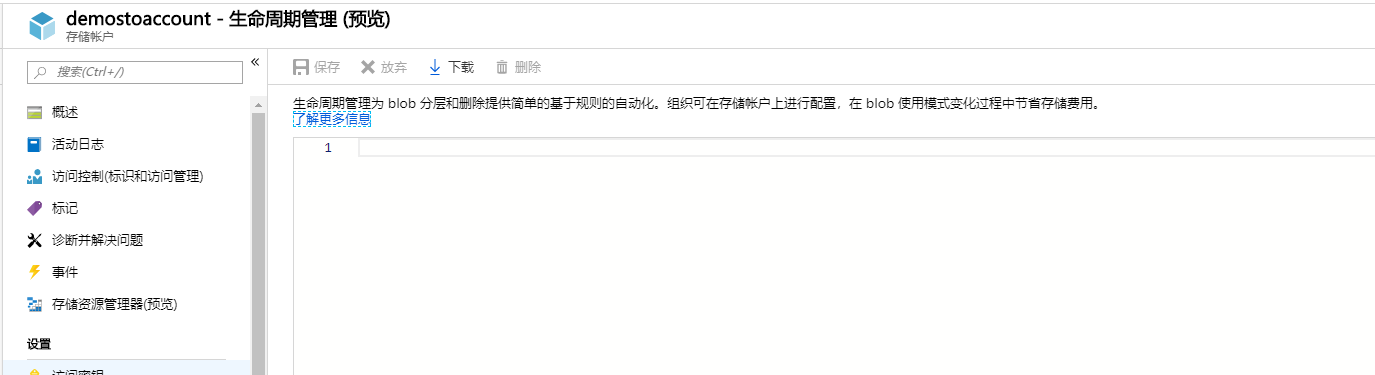 demostoaccount - 生命周期管理 (预览)
存储帐户
搜索(Ctrl+/)
«
保存
放弃
下载
删除
概述
活动日志
访问控制(标识和访问管理)
标记
诊断并解决问题
事件
存储资源管理器(预览)
设置
访问密钥
生命周期管理为 blob 分层和删除提供简单的基于规则的自动化。组织可在存储帐户上进行配置，在 blob 使用模式变化过程中节省存储费用。
了解更多信息
1